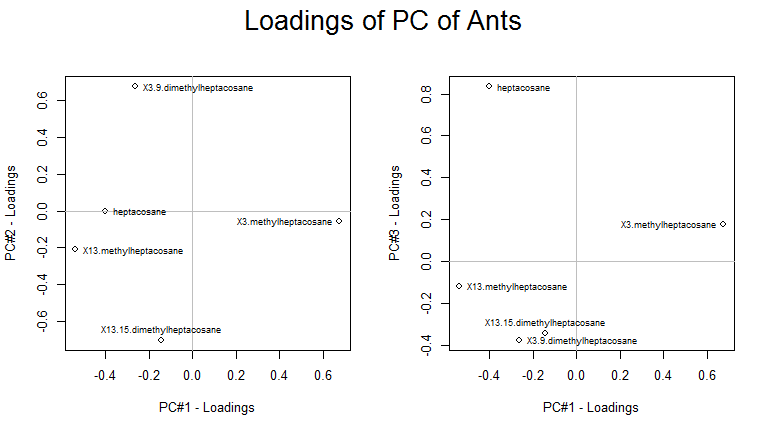 Loadings of PC of Ants
PC#2 - Loadings
0.6
0.4
0.2
0.0
-0.2
-0.4
-0.6
X3.9.dimethylheptacosane
heptacosane
X3.methylheptacosane
X13.methylheptacosane
X13.15.dimethylheptacosane
-0.4 -0.2 0.0 0.2 0.4 0.6
PC#1 - Loadings
PC#3 - Loadings
0.8
0.6
0.4
0.2
0.0
-0.2
-0.4
heptacosane
X3.methylheptacosane
X13.methylheptacosane
X13.15.dimethylheptacosane
X3.9.dimethylheptacosane
-0.4 -0.2 0.0 0.2 0.4 0.6
PC#1 - Loadings